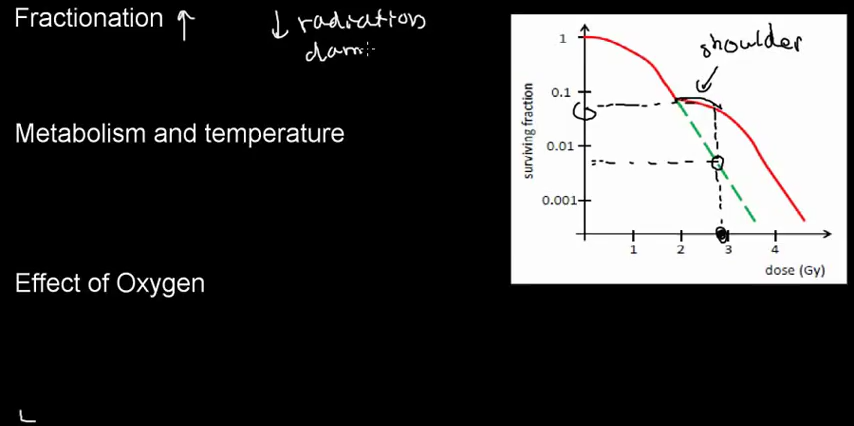 Fractionation ↑
↓ radiation
Metabolism and temperature
Effect of Oxygen
shoulder
surviving fraction
1
0.1
0.01
0.001
1 2 3 4
dose (Gy)